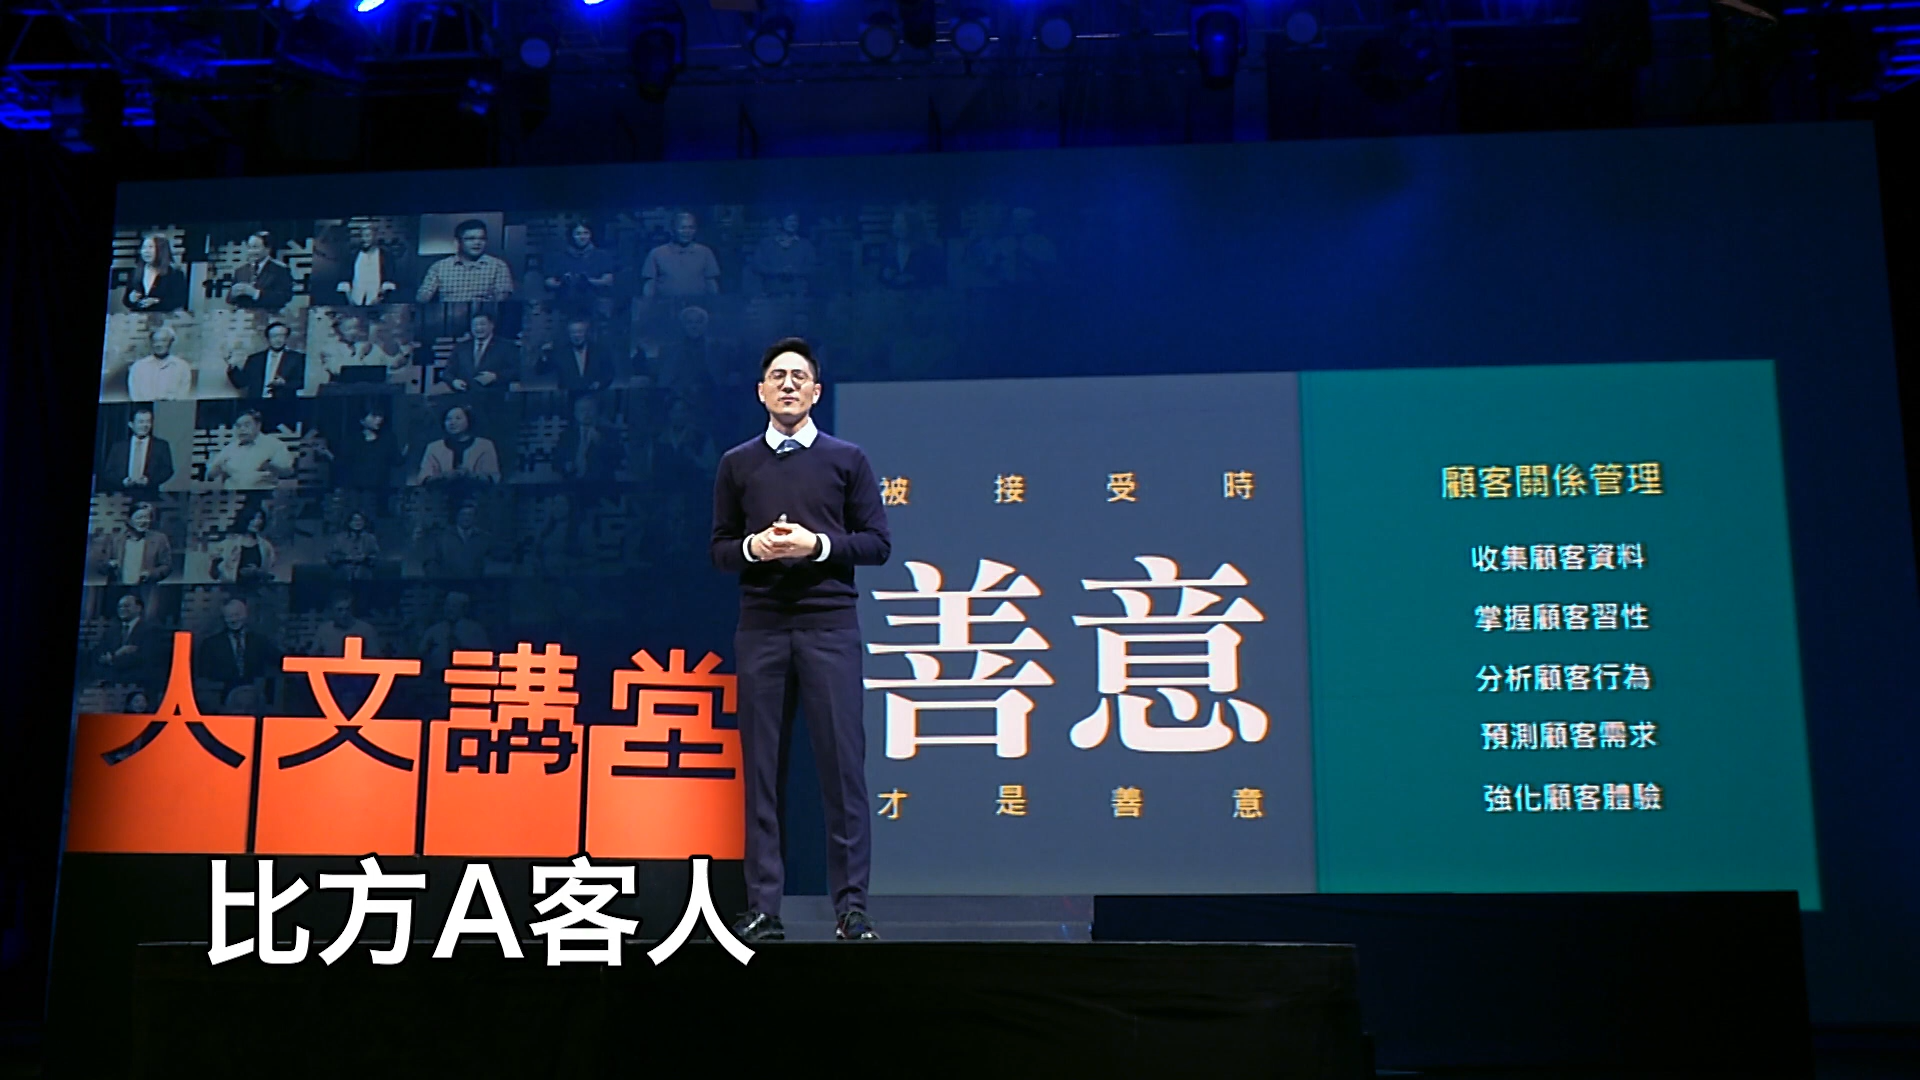 人文講堂
被接受時
善意
才是善意
顧客關係管理
收集顧客資料
掌握顧客習性
分析顧客行為
預測顧客需求
強化顧客體驗
比方A客人